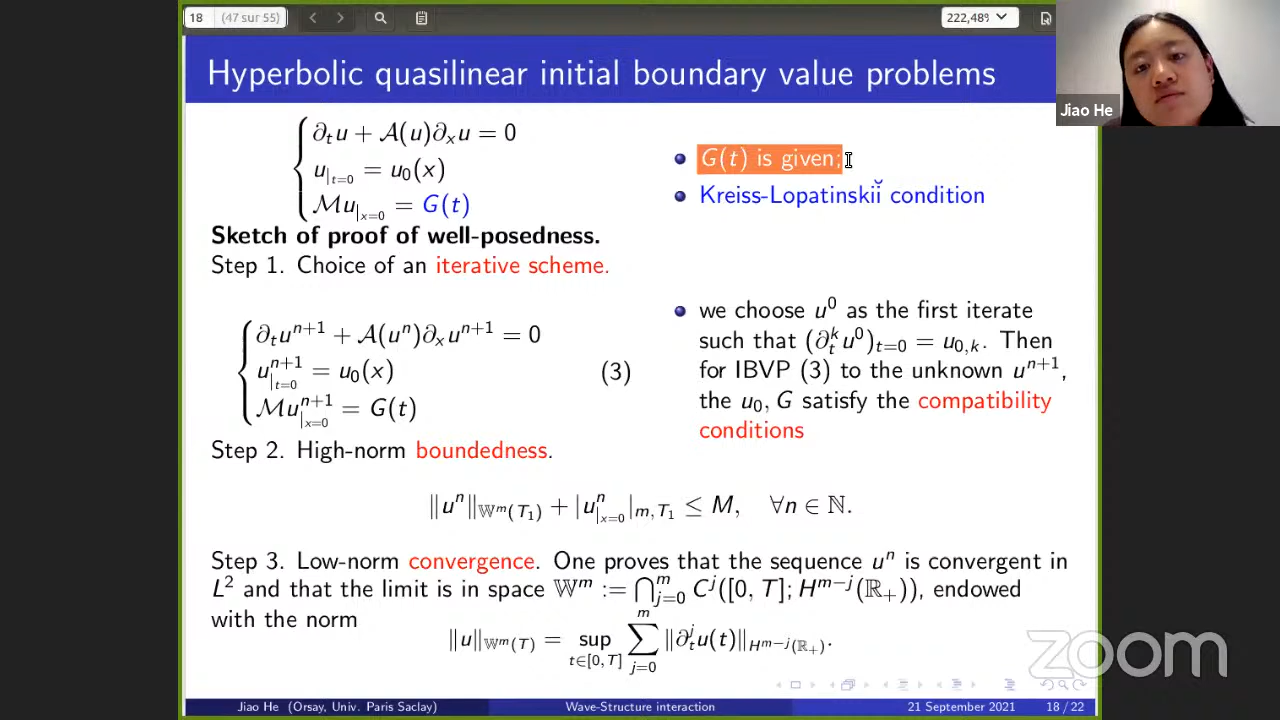 18 (47 sur 55) 222,48%
Hyperbolic quasilinear initial boundary value problems
∂ₜu + 𝒜(u)∂ₓu = 0
u|ₜ₌₀ = u₀(x)
ℳu|ₓ₌₀ = G(t)
G(t) is given;
Kreiss-Lopatinskiĭ condition
Sketch of proof of well-posedness.
Step 1. Choice of an iterative scheme.
∂ₜuⁿ⁺¹ + 𝒜(uⁿ)∂ₓuⁿ⁺¹ = 0
uⁿ⁺¹|ₜ₌₀ = u₀(x) (3)
ℳuⁿ⁺¹|ₓ₌₀ = G(t)
we choose u⁰ as the first iterate
such that (∂ₜᵏu⁰)ₜ₌₀ = u₀,ₖ. Then
for IBVP (3) to the unknown uⁿ⁺¹,
the u₀, G satisfy the compatibility
conditions
Step 2. High-norm boundedness.
‖uⁿ‖_{𝕎ᵐ(T₁)} + |uⁿ|ₓ₌₀|_{m,T₁} ≤ M, ∀n ∈ ℕ.
Step 3. Low-norm convergence. One proves that the sequence uⁿ is convergent in
L² and that the limit is in space 𝕎ᵐ := ⋂ⱼ₌₀ᵐ Cʲ([0, T]; Hᵐ⁻ʲ(ℝ₊)), endowed
with the norm
‖u‖_{𝕎ᵐ(T)} = sup_{t∈[0,T]} ∑ⱼ₌₀ᵐ ‖∂ₜʲu(t)‖_{Hᵐ⁻ʲ(ℝ₊)}.
Jiao He (Orsay, Univ. Paris Saclay) Wave-Structure interaction 21 September 2021 18 / 22
Jiao He
zoom